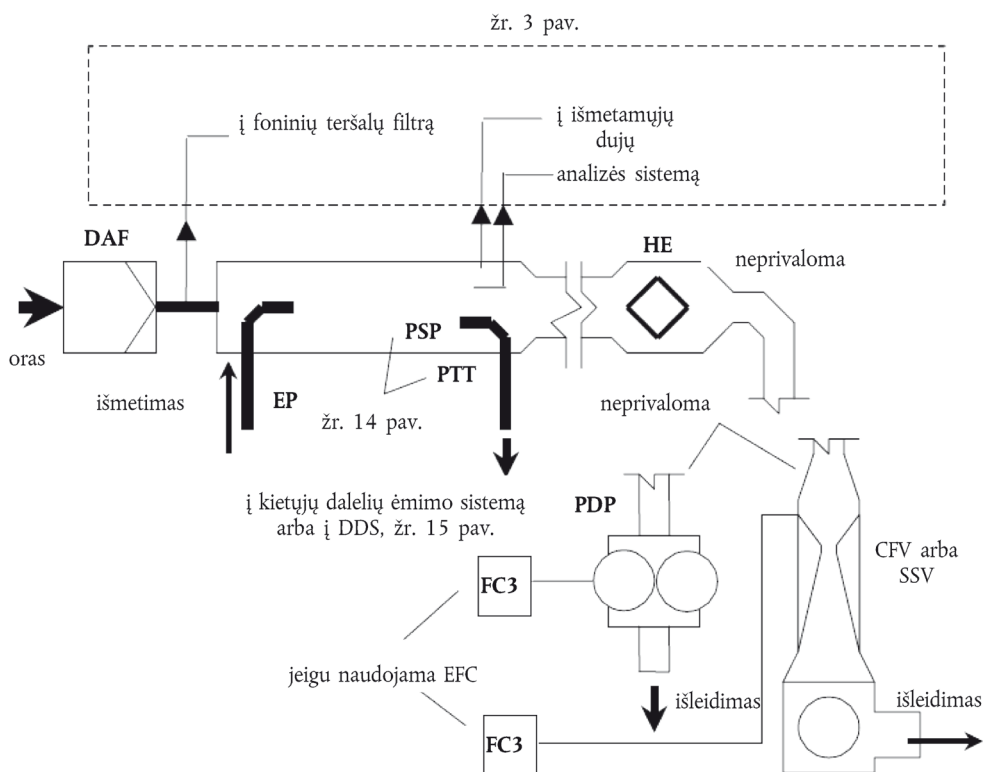 žr. 3 pav.
į foninių teršalų filtrą
į išmetamųjų
dujų
analizės sistemą
DAF
HE
neprivaloma
oras
PSP
PTT
išmetimas
EP
žr. 14 pav.
neprivaloma
į kietųjų dalelių ėmimo sistemą
arba į DDS, žr. 15 pav.
PDP
CFV arba
SSV
FC3
jeigu naudojama EFC
išleidimas
išleidimas
FC3